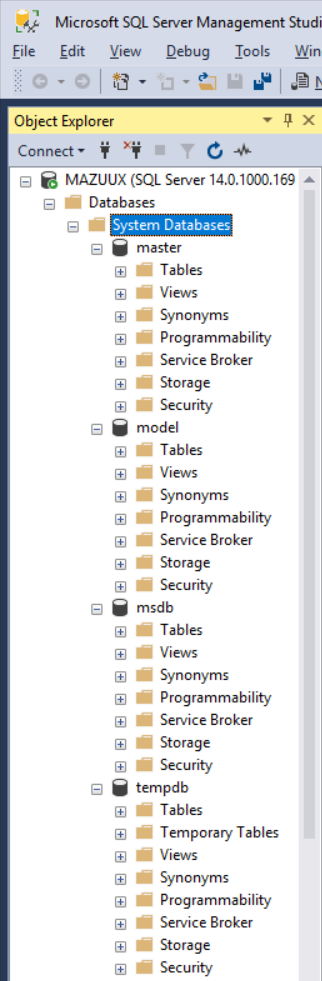 Microsoft SQL Server Management Studi
File Edit View Debug Tools Win
N
Object Explorer
Connect
MAZUUX (SQL Server 14.0.1000.169
Databases
System Databases
master
Tables
Views
Synonyms
Programmability
Service Broker
Storage
Security
model
Tables
Views
Synonyms
Programmability
Service Broker
Storage
Security
msdb
Tables
Views
Synonyms
Programmability
Service Broker
Storage
Security
tempdb
Tables
Temporary Tables
Views
Synonyms
Programmability
Service Broker
Storage
Security